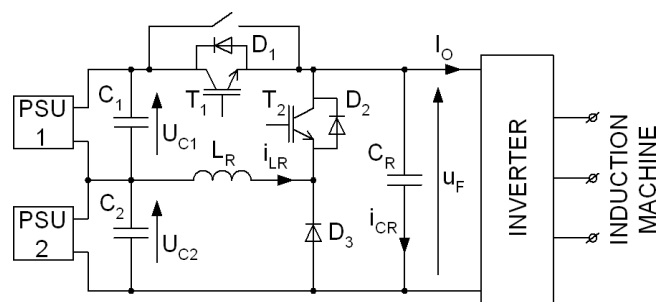 D1
IO
PSU
1
C1
UC1
T1
T2
D2
LR
iLR
CR
uF
INVERTER
INDUCTION
MACHINE
PSU
2
C2
UC2
D3
iCR